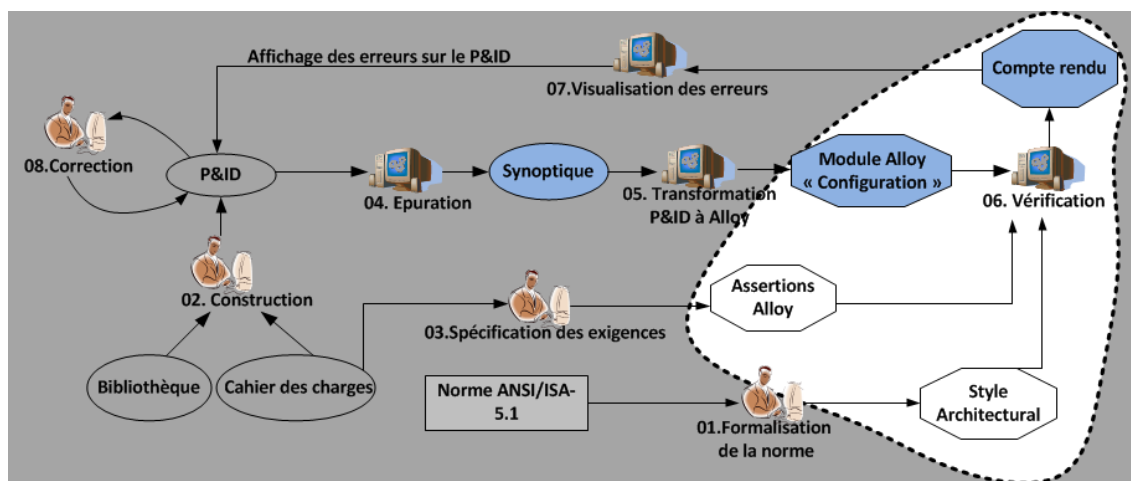 Affichage des erreurs sur le P&ID
07.Visualisation des erreurs
Compte rendu
08.Correction
P&ID
04. Epuration
Synoptique
05. Transformation
P&ID à Alloy
Module Alloy
« Configuration »
06. Vérification
02. Construction
03.Spécification des exigences
Assertions
Alloy
Bibliothèque
Cahier des charges
Norme ANSI/ISA-
5.1
01.Formalisation
de la norme
Style
Architectural